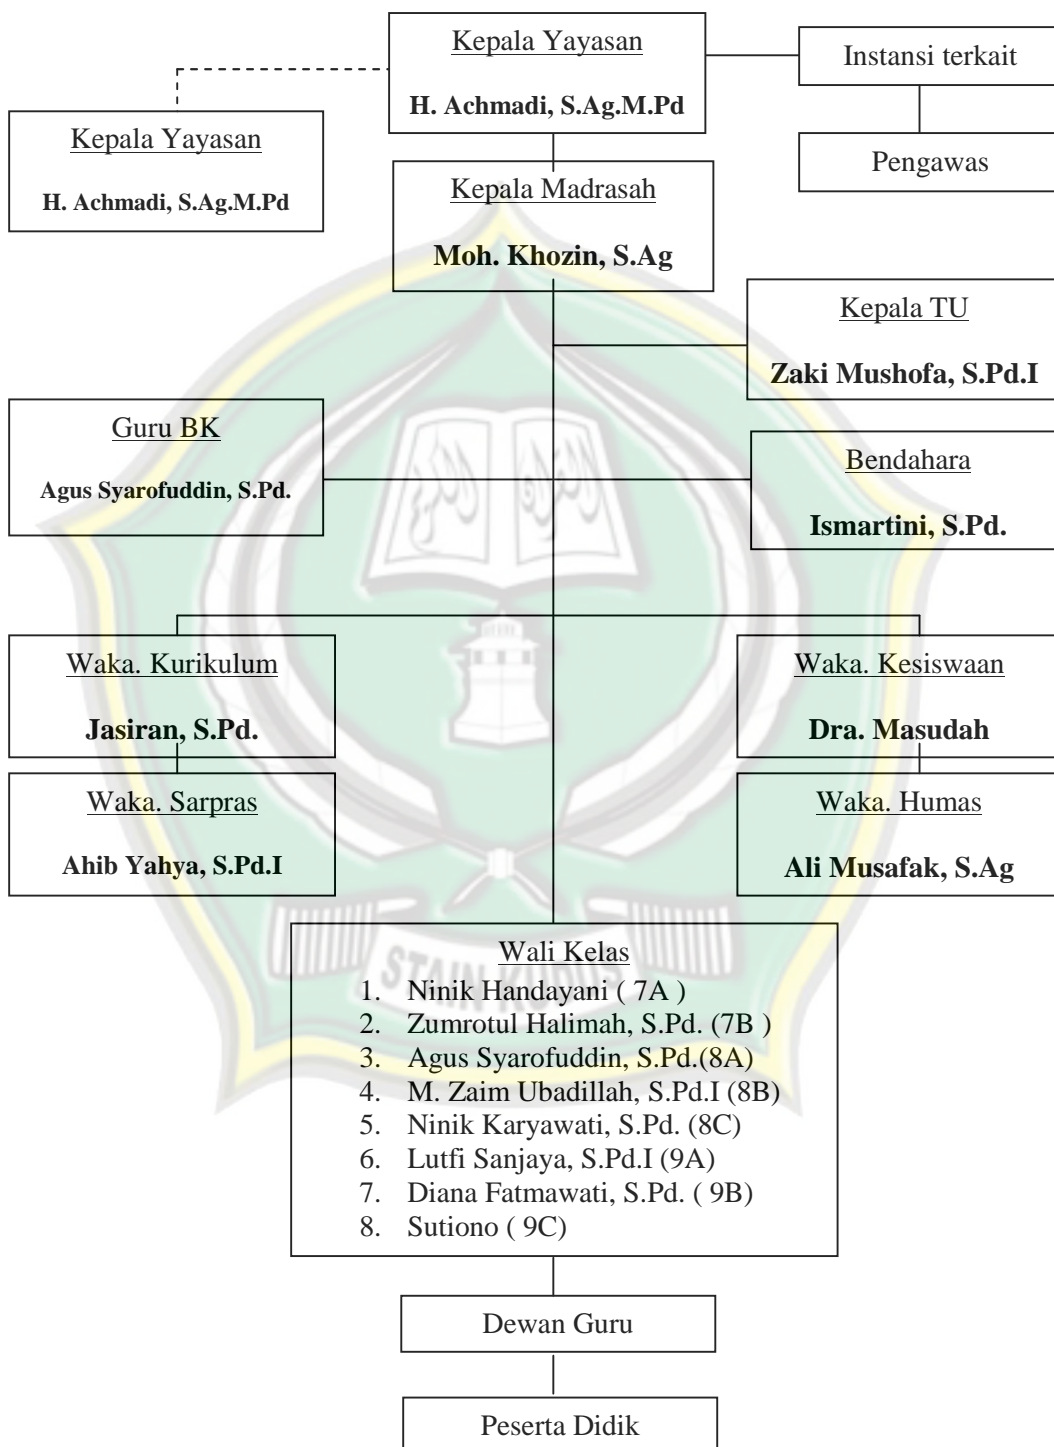 Kepala Yayasan
H. Achmadi, S.Ag.M.Pd
Instansi terkait
Kepala Yayasan
H. Achmadi, S.Ag.M.Pd
Pengawas
Kepala Madrasah
Moh. Khozin, S.Ag
Kepala TU
Zaki Mushofa, S.Pd.I
Guru BK
Agus Syarofuddin, S.Pd.
Bendahara
Ismartini, S.Pd.
Waka. Kurikulum
Jasiran, S.Pd.
Waka. Kesiswaan
Dra. Masudah
Waka. Sarpras
Ahib Yahya, S.Pd.I
Waka. Humas
Ali Musafak, S.Ag
Wali Kelas
1. Ninik Handayani ( 7A )
2. Zumrotul Halimah, S.Pd. (7B )
3. Agus Syarofuddin, S.Pd.(8A)
4. M. Zaim Ubadillah, S.Pd.I (8B)
5. Ninik Karyawati, S.Pd. (8C)
6. Lutfi Sanjaya, S.Pd.I (9A)
7. Diana Fatmawati, S.Pd. ( 9B)
8. Sutiono ( 9C)
STAIN KUDUS
Dewan Guru
Peserta Didik